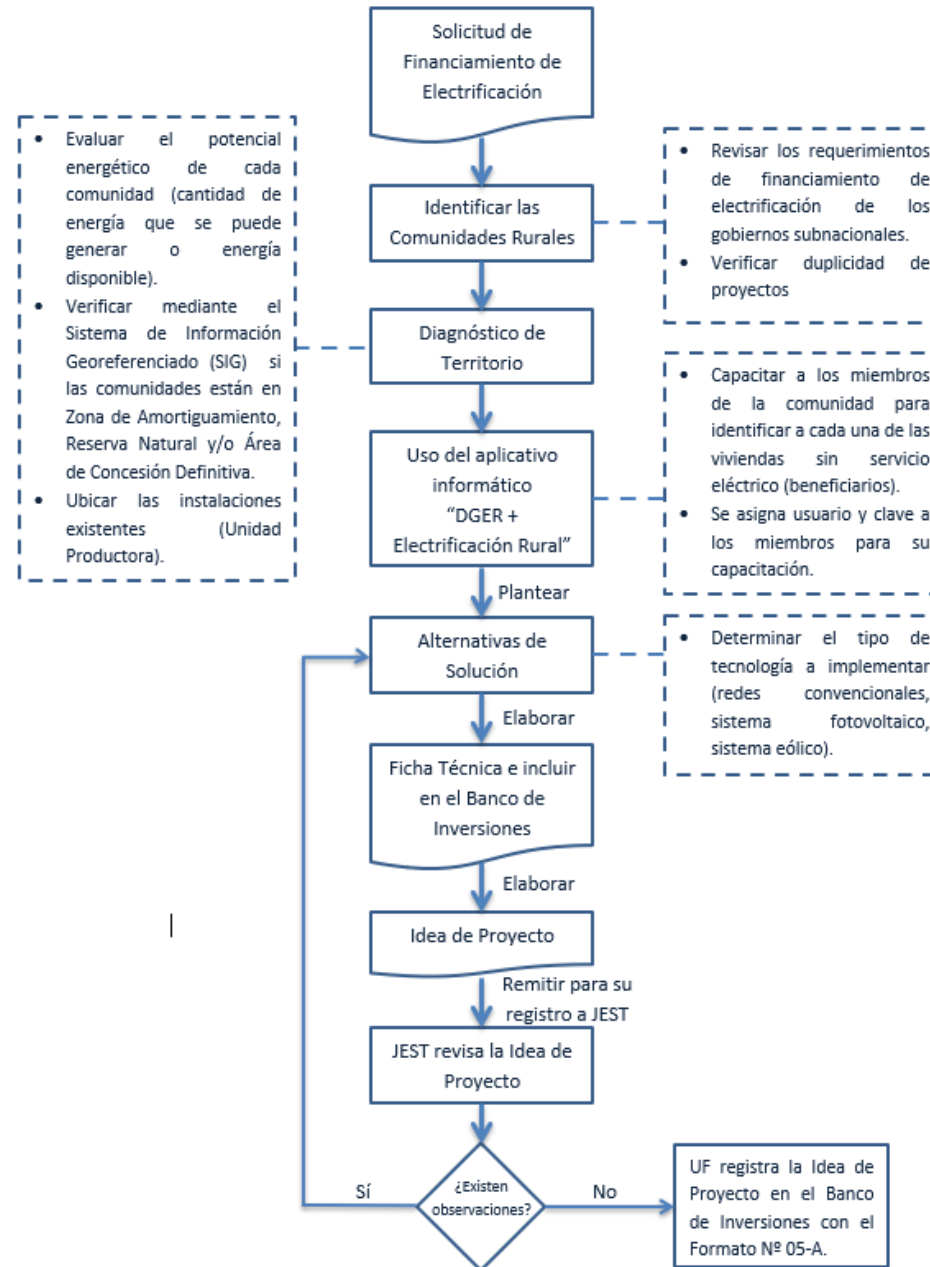 Solicitud de
Financiamiento de
Electrificación
• Evaluar el potencial
energético de cada
comunidad (cantidad de
energía que se puede
generar o energía
disponible).
• Verificar mediante el
Sistema de Información
Georeferenciado (SIG) si
las comunidades están en
Zona de Amortiguamiento,
Reserva Natural y/o Área
de Concesión Definitiva.
• Ubicar las instalaciones
existentes (Unidad
Productora).
Identificar las
Comunidades Rurales
• Revisar los requerimientos
de financiamiento de
electrificación de los
gobiernos subnacionales.
• Verificar duplicidad de
proyectos
Diagnóstico de
Territorio
Uso del aplicativo
informático
“DGER +
Electrificación Rural”
• Capacitar a los miembros
de la comunidad para
identificar a cada una de las
viviendas sin servicio
eléctrico (beneficiarios).
• Se asigna usuario y clave a
los miembros para su
capacitación.
Plantear
Alternativas de
Solución
• Determinar el tipo de
tecnología a implementar
(redes convencionales,
sistema fotovoltaico,
sistema eólico).
Elaborar
Ficha Técnica e incluir
en el Banco de
Inversiones
Elaborar
Idea de Proyecto
Remitir para su
registro a JEST
JEST revisa la Idea de
Proyecto
¿Existen
observaciones?
Sí
No
UF registra la Idea de
Proyecto en el Banco
de Inversiones con el
Formato Nº 05-A.